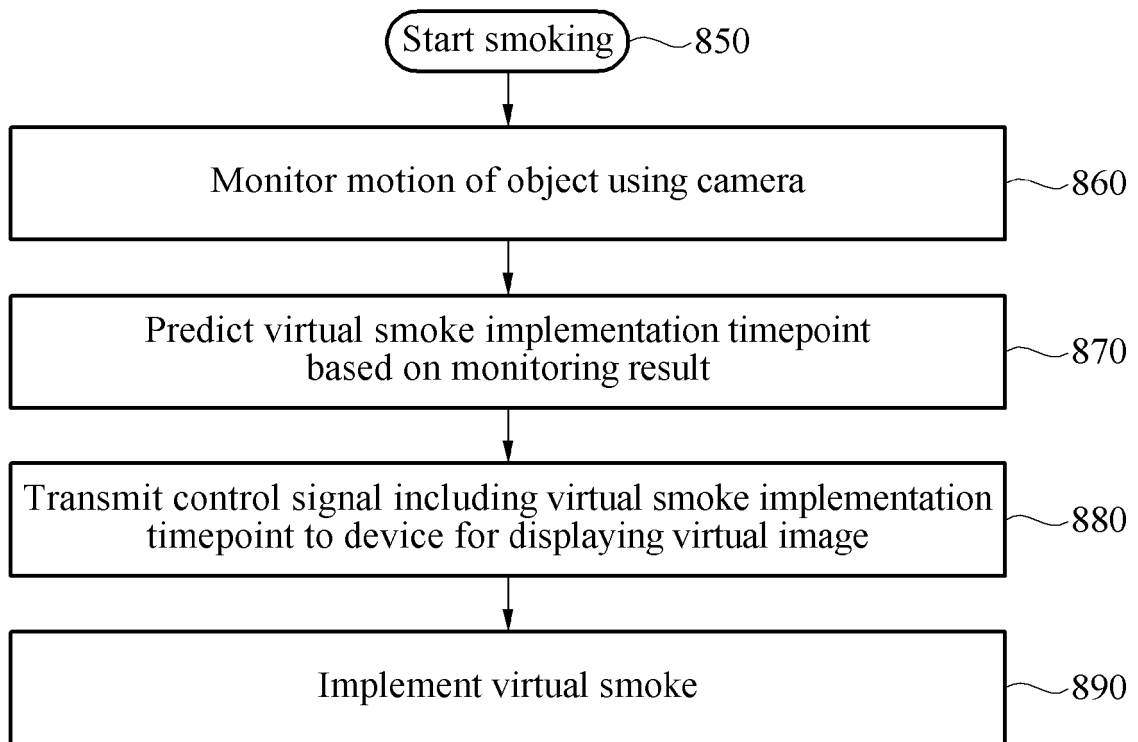 Start smoking
850
Monitor motion of object using camera
860
Predict virtual smoke implementation timepoint
based on monitoring result
870
Transmit control signal including virtual smoke implementation
timepoint to device for displaying virtual image
880
Implement virtual smoke
890